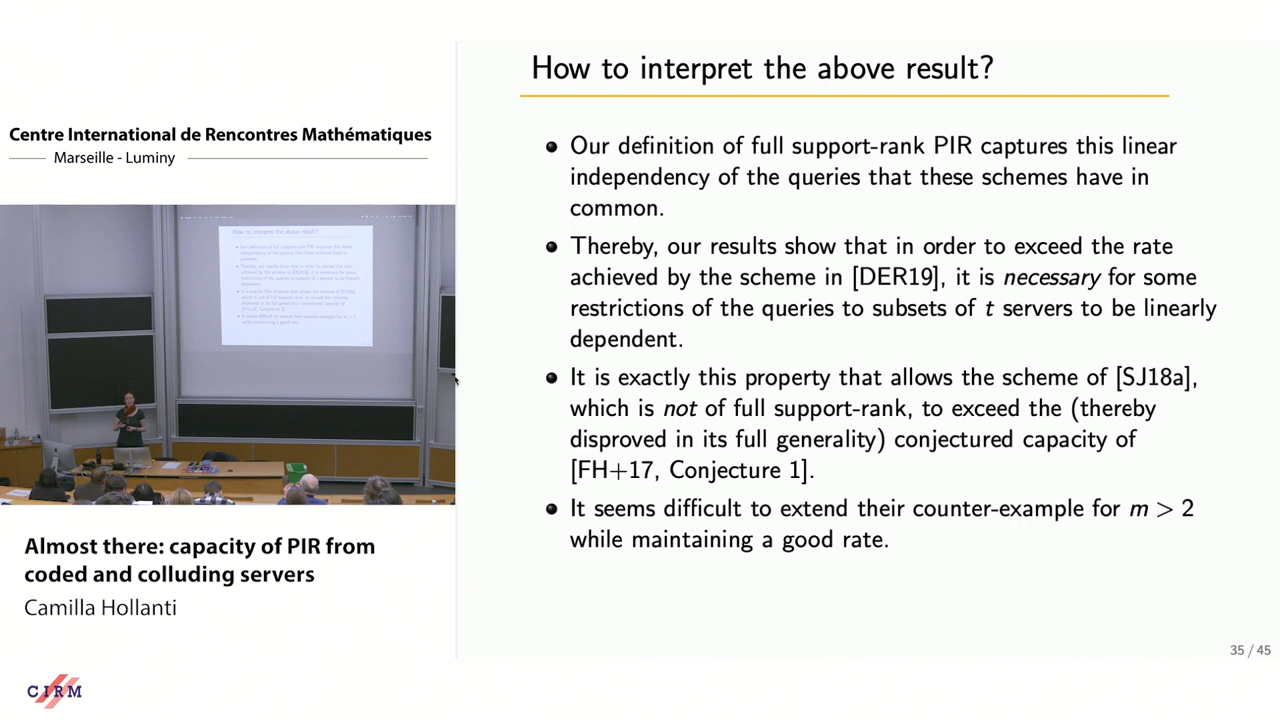 Centre International de Rencontres Mathématiques
Marseille - Luminy
How to interpret the above result?
Almost there: capacity of PIR from
coded and colluding servers
Camilla Hollanti
CIRM
How to interpret the above result?
● Our definition of full support-rank PIR captures this linear
independency of the queries that these schemes have in
common.
● Thereby, our results show that in order to exceed the rate
achieved by the scheme in [DER19], it is necessary for some
restrictions of the queries to subsets of t servers to be linearly
dependent.
● It is exactly this property that allows the scheme of [SJ18a],
which is not of full support-rank, to exceed the (thereby
disproved in its full generality) conjectured capacity of
[FH+17, Conjecture 1].
● It seems difficult to extend their counter-example for m > 2
while maintaining a good rate.
35 / 45